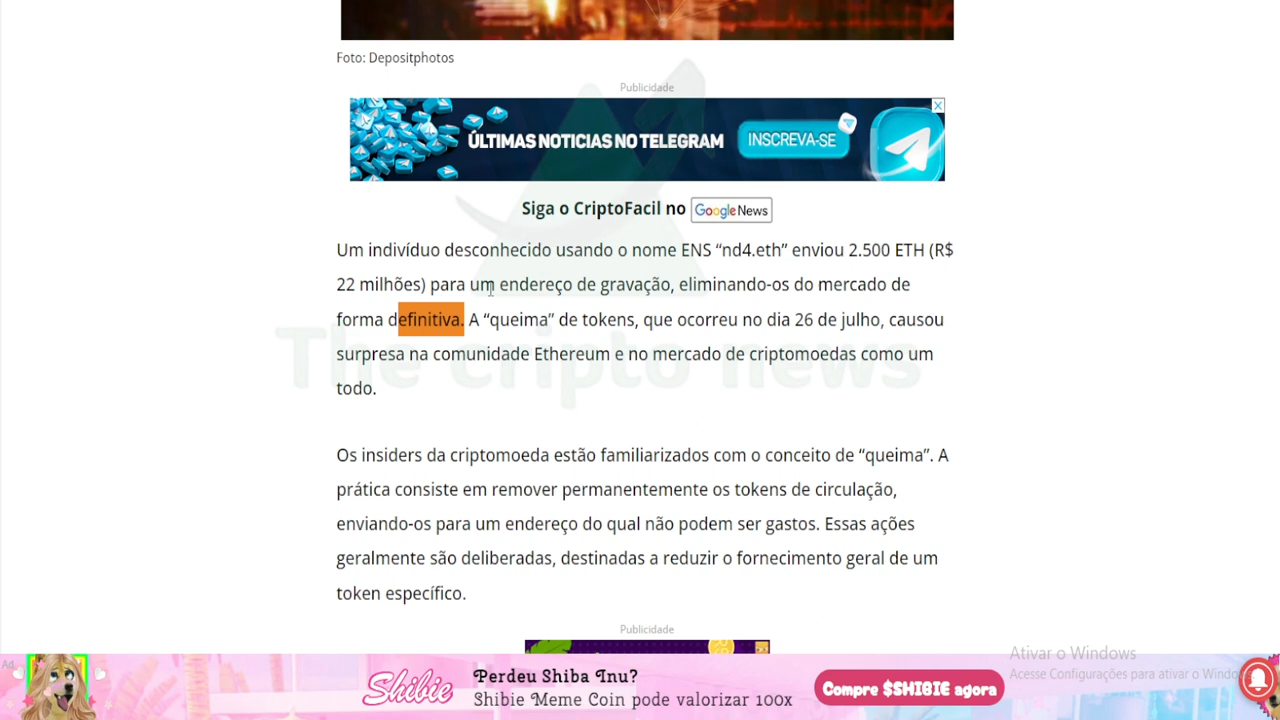 Foto: Depositphotos
Publicidade
ÚLTIMAS NOTICIAS NO TELEGRAM
INSCREVA-SE
Siga o CriptoFacil no Google News
Um indivíduo desconhecido usando o nome ENS “nd4.eth” enviou 2.500 ETH (R$
22 milhões) para um endereço de gravação, eliminando-os do mercado de
forma definitiva. A “queima” de tokens, que ocorreu no dia 26 de julho, causou
surpresa na comunidade Ethereum e no mercado de criptomoedas como um
todo.
The cripto news
Os insiders da criptomoeda estão familiarizados com o conceito de “queima”. A
prática consiste em remover permanentemente os tokens de circulação,
enviando-os para um endereço do qual não podem ser gastos. Essas ações
geralmente são deliberadas, destinadas a reduzir o fornecimento geral de um
token específico.
Publicidade
Ativar o Windows
Acesse Configurações para ativar o Windows
Ad
Shibie
Perdeu Shiba Inu?
Shibie Meme Coin pode valorizar 100x
Compre $SHIBIE agora